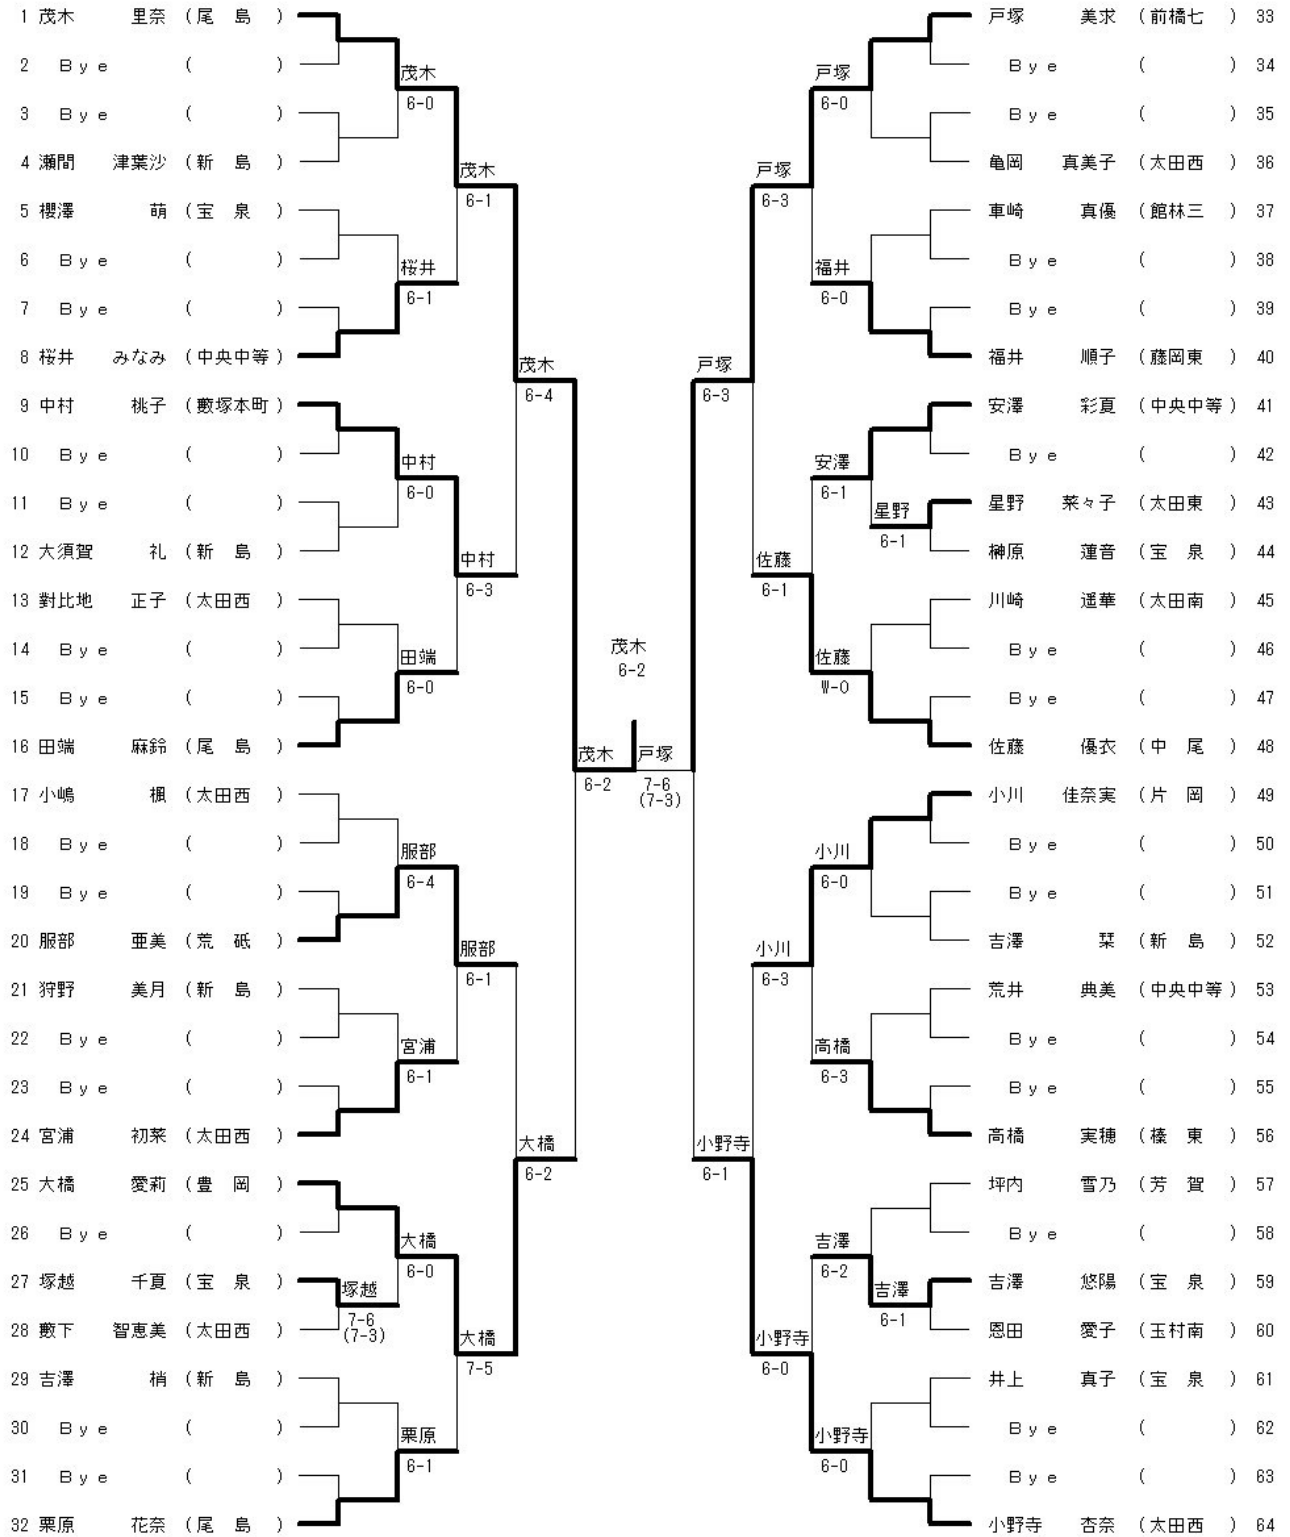 1 茂木 里奈 (尾 島)
2 Bye ( )
茂木
6-0
3 Bye ( )
4 瀬間 津葉沙 (新 島)
茂木
6-1
5 櫻澤 萌 (宝 泉)
6 Bye ( )
桜井
6-1
7 Bye ( )
8 桜井 みなみ (中央中等)
茂木
6-4
9 中村 桃子 (藪塚本町)
10 Bye ( )
中村
6-0
11 Bye ( )
12 大須賀 礼 (新 島)
中村
6-3
13 對比地 正子 (太田西)
14 Bye ( )
田端
6-0
15 Bye ( )
16 田端 麻鈴 (尾 島)
茂木
6-2
17 小嶋 楓 (太田西)
18 Bye ( )
服部
6-4
19 Bye ( )
20 服部 亜美 (荒 砥)
服部
6-1
21 狩野 美月 (新 島)
22 Bye ( )
宮浦
6-1
23 Bye ( )
24 宮浦 初菜 (太田西)
大橋
6-2
25 大橋 愛莉 (豊 岡)
26 Bye ( )
大橋
6-0
27 塚越 千夏 (宝 泉)
塚越
7-6
(7-3)
28 藪下 智恵美 (太田西)
大橋
7-5
29 吉澤 梢 (新 島)
30 Bye ( )
栗原
6-1
31 Bye ( )
32 栗原 花奈 (尾 島)
茂木
6-2
戸塚
7-6
(7-3)
戸塚 美求 (前橋七) 33
Bye ( ) 34
戸塚
6-0
Bye ( ) 35
亀岡 真美子 (太田西) 36
戸塚
6-3
車崎 真優 (館林三) 37
Bye ( ) 38
福井
6-0
Bye ( ) 39
福井 順子 (藤岡東) 40
戸塚
6-3
安澤 彩夏 (中央中等) 41
Bye ( ) 42
安澤
6-1
星野 菜々子 (太田東) 43
星野
6-1
榊原 蓮音 (宝 泉) 44
佐藤
6-1
川崎 遥華 (太田南) 45
Bye ( ) 46
佐藤
W-O
Bye ( ) 47
佐藤 優衣 (中 尾) 48
小川 佳奈実 (片 岡) 49
Bye ( ) 50
小川
6-0
Bye ( ) 51
吉澤 栞 (新 島) 52
小川
6-3
荒井 典美 (中央中等) 53
Bye ( ) 54
高橋
6-3
Bye ( ) 55
高橋 実穂 (榛 東) 56
小野寺
6-1
坪内 雪乃 (芳 賀) 57
Bye ( ) 58
吉澤
6-2
吉澤 悠陽 (宝 泉) 59
吉澤
6-1
恩田 愛子 (玉村南) 60
小野寺
6-0
井上 真子 (宝 泉) 61
Bye ( ) 62
小野寺
6-0
Bye ( ) 63
小野寺 杏奈 (太田西) 64